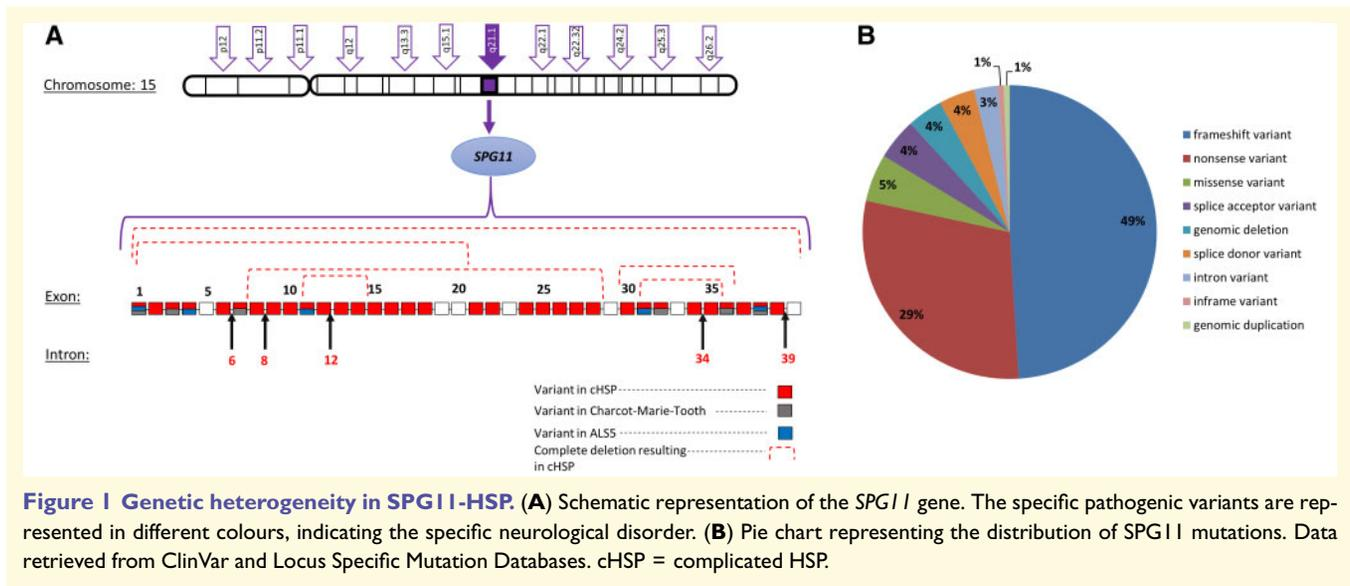 A
p12 p11.2 p11.1 q12 q13.3 q15.1 q21.1 q22.1 q22.32 q24.2 q25.3 q26.2
Chromosome: 15
SPG11
1 5 10 15 20 25 30 35
Exon:
Intron:
6 8 12 34 39
Variant in cHSP
Variant in Charcot-Marie-Tooth
Variant in ALS5
Complete deletion resulting
in cHSP
B
1% 1%
3%
4%
4%
4%
5%
49%
29%
frameshift variant
nonsense variant
missense variant
splice acceptor variant
genomic deletion
splice donor variant
intron variant
inframe variant
genomic duplication
Figure 1 Genetic heterogeneity in SPG11-HSP. (A) Schematic representation of the SPG11 gene. The specific pathogenic variants are rep-
resented in different colours, indicating the specific neurological disorder. (B) Pie chart representing the distribution of SPG11 mutations. Data
retrieved from ClinVar and Locus Specific Mutation Databases. cHSP = complicated HSP.